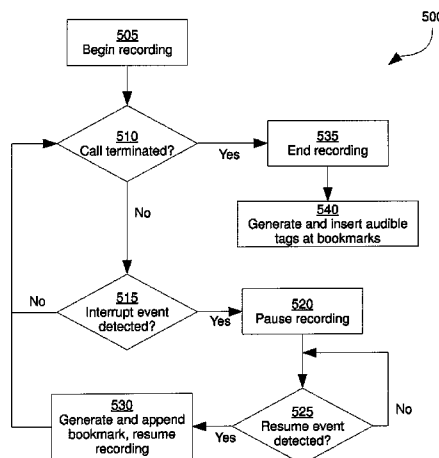 500
505
Begin recording
510
Call terminated?
Yes
535
End recording
No
540
Generate and insert audible
tags at bookmarks
No
515
Interrupt event
detected?
Yes
520
Pause recording
530
Generate and append
bookmark, resume
recording
Yes
525
Resume event
detected?
No